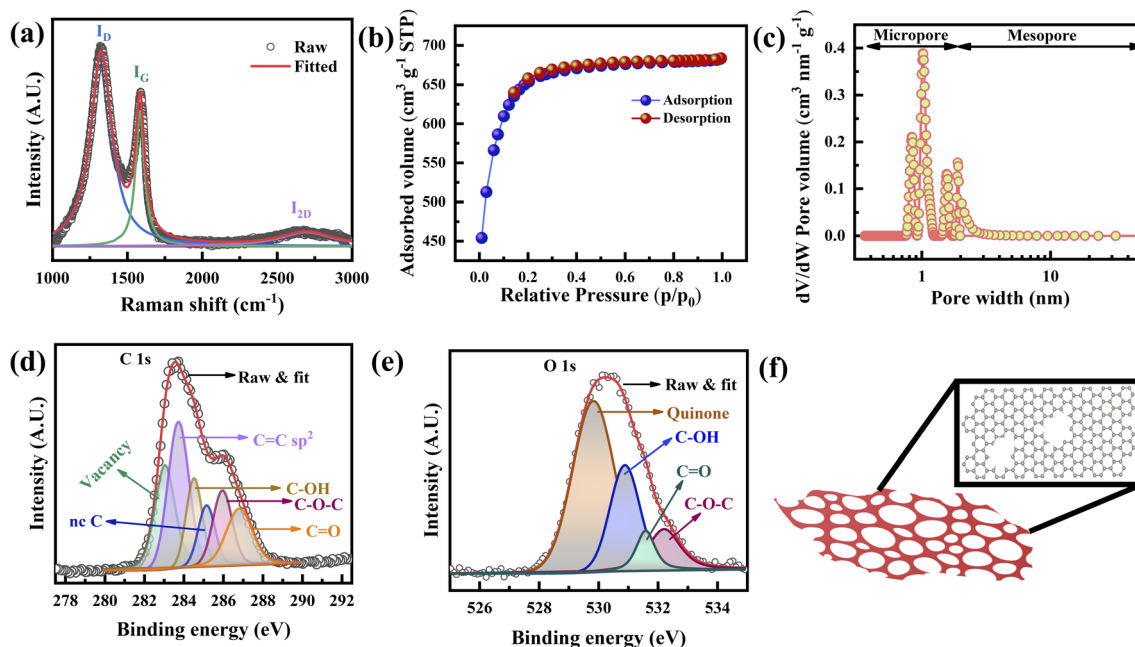 (a)
I_D
I_G
I_2D
Raw
Fitted
Intensity (A.U.)
1000 1500 2000 2500 3000
Raman shift (cm⁻¹)
(b)
700
650
600
550
500
450
Adsorbed volume (cm³ g⁻¹ STP)
Adsorption
Desorption
0.0 0.2 0.4 0.6 0.8 1.0
Relative Pressure (p/p₀)
(c)
Micropore Mesopore
0.4
0.3
0.2
0.1
0.0
dV/dW Pore volume (cm³ nm⁻¹ g)
1 10
Pore width (nm)
(d)
C 1s
Raw & fit
C=C sp²
Vacancy
C-OH
C-O-C
nc C
C=O
Intensity (A.U.)
278 280 282 284 286 288 290 292
Binding energy (eV)
(e)
O 1s
Raw & fit
Quinone
C-OH
C=O
C-O-C
Intensity (A.U.)
526 528 530 532 534
Binding energy (eV)
(f)